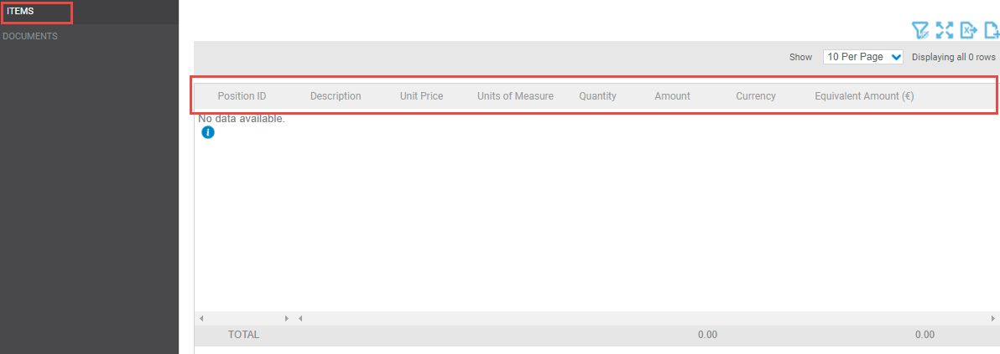 ITEMS
DOCUMENTS
Show 10 Per Page Displaying all 0 rows
Position ID Description Unit Price Units of Measure Quantity Amount Currency Equivalent Amount (€)
No data available.
TOTAL 0.00 0.00